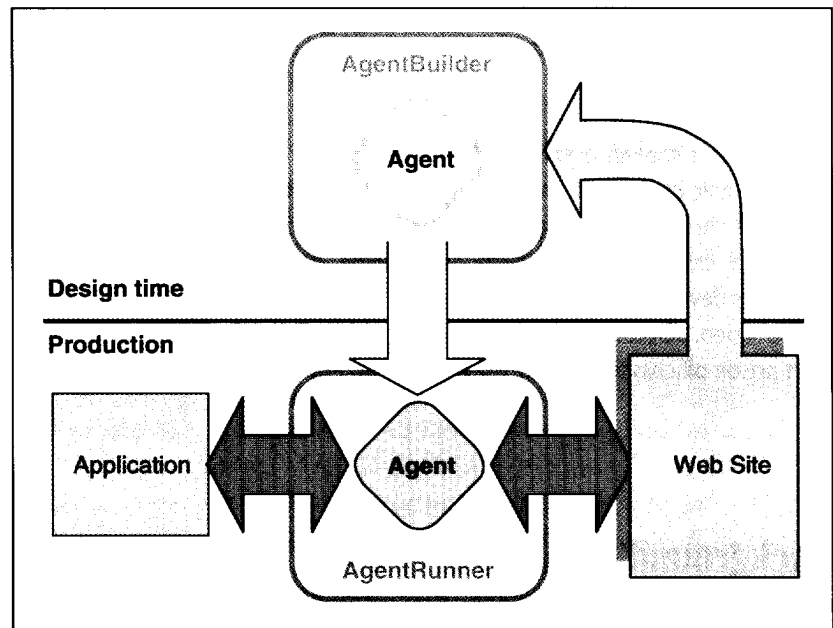 AgentBuilder
Agent
Design time
Production
Application
Agent
Web Site
AgentRunner